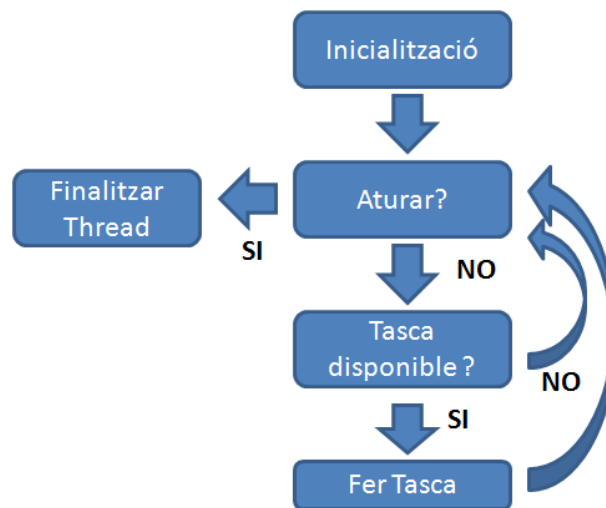 Inicialització
Aturar?
Finalitzar
Thread
SI
NO
Tasca
disponible ?
NO
SI
Fer Tasca